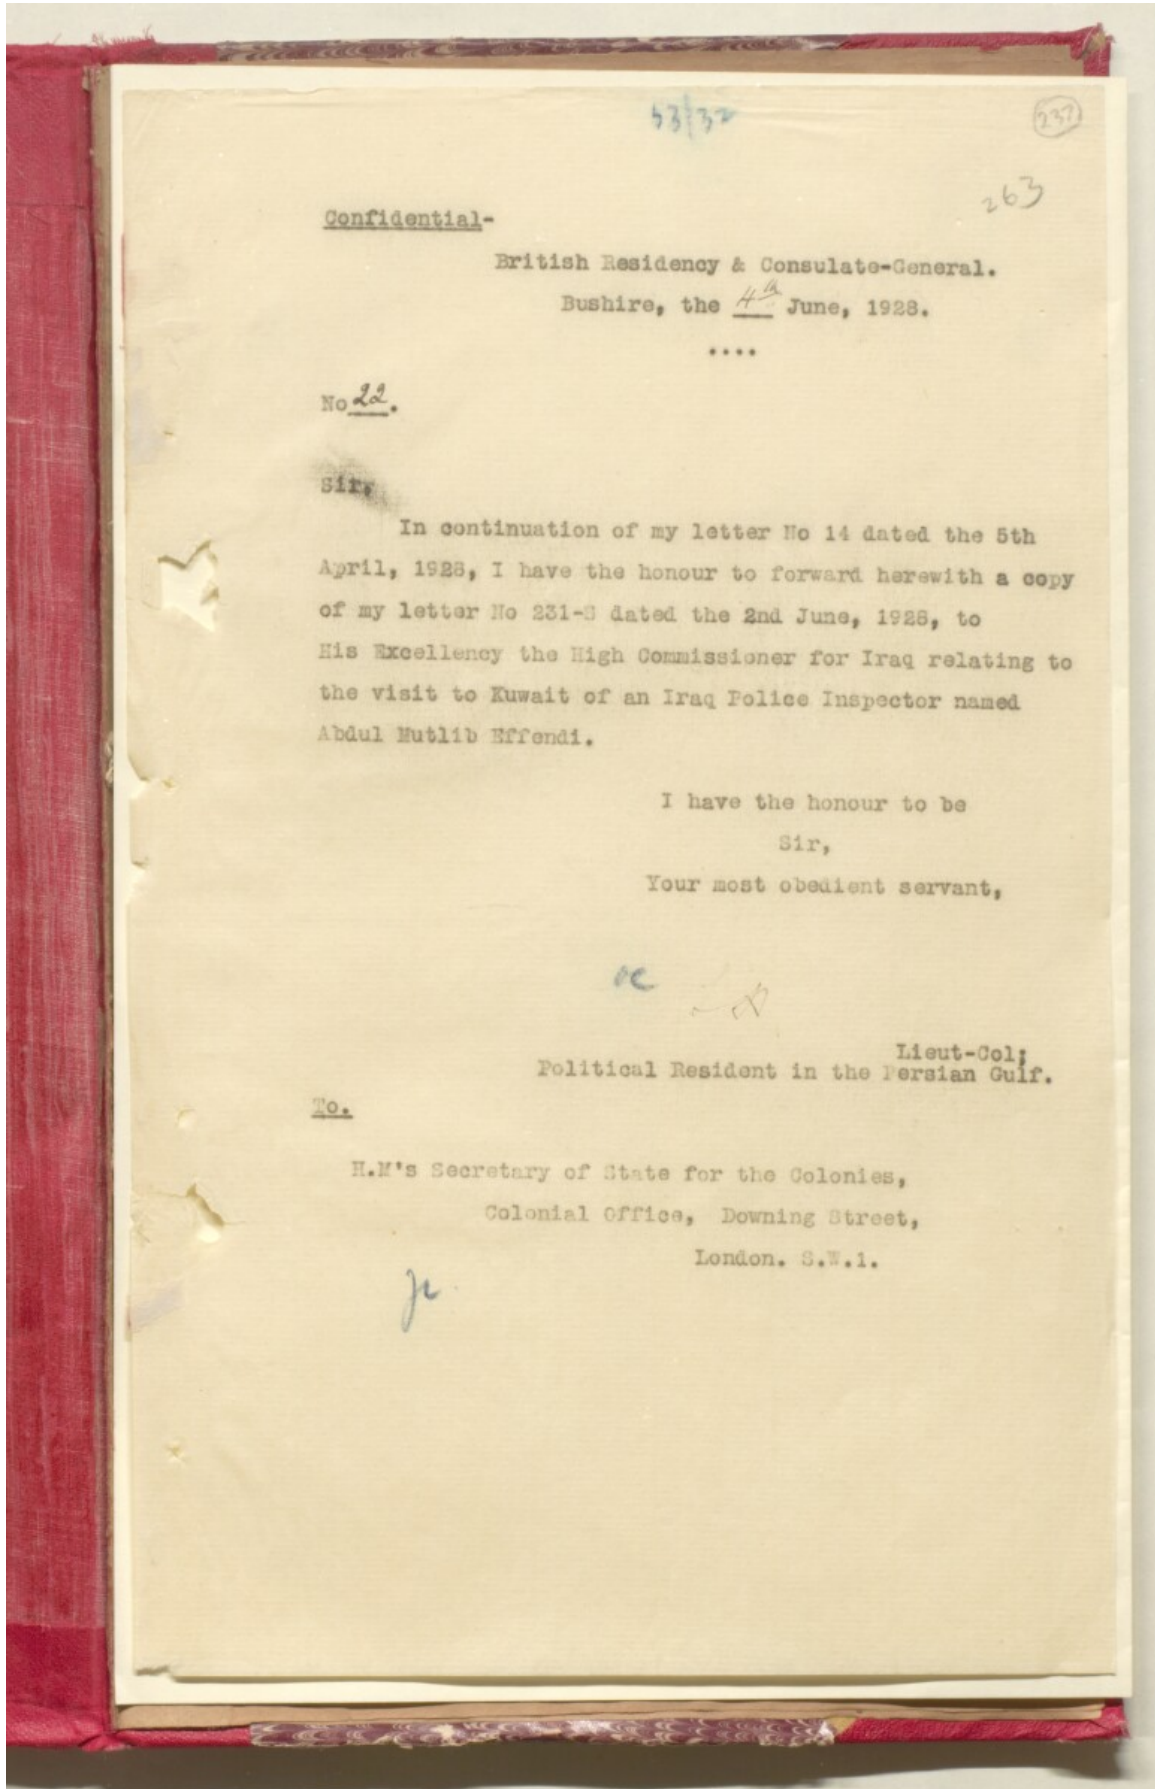 53/32
237
263
Confidential-
British Residency & Consulate-General.
Bushire, the 4th June, 1928.
....
No 22.
Sir,
In continuation of my letter No 14 dated the 5th
April, 1928, I have the honour to forward herewith a copy
of my letter No 231-S dated the 2nd June, 1928, to
His Excellency the High Commissioner for Iraq relating to
the visit to Kuwait of an Iraq Police Inspector named
Abdul Mutlib Effendi.
I have the honour to be
Sir,
Your most obedient servant,
Lieut-Col;
Political Resident in the Persian Gulf.
To.
H.M's Secretary of State for the Colonies,
Colonial Office, Downing Street,
London. S.W.1.